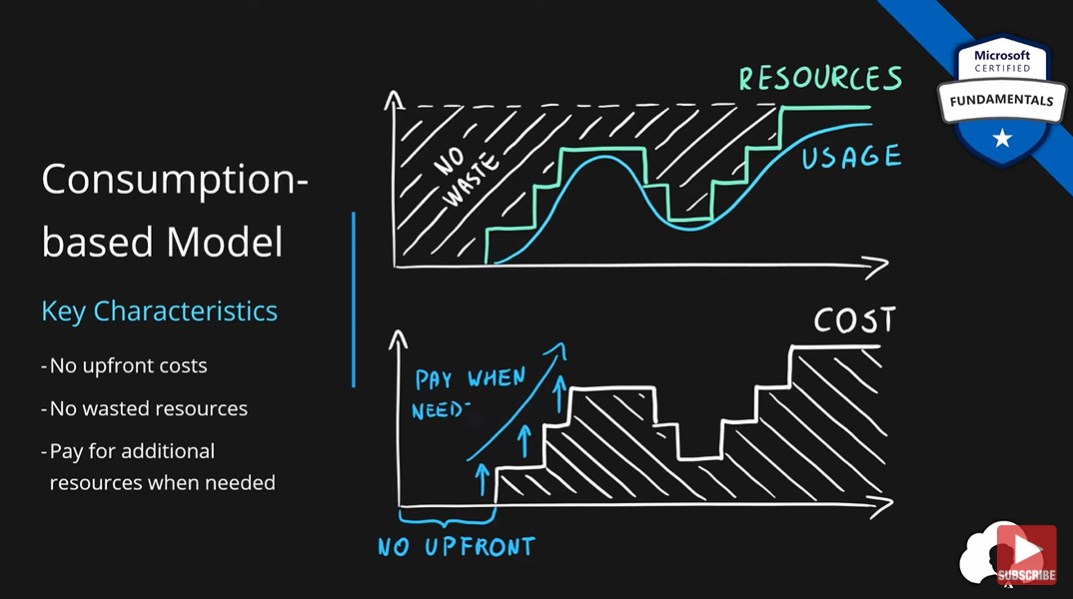 Consumption-
based Model
Key Characteristics
-No upfront costs
-No wasted resources
-Pay for additional
resources when needed
RESOURCES
NO
WASTE
USAGE
COST
PAY WHEN
NEED
NO UPFRONT
Microsoft
CERTIFIED
FUNDAMENTALS
SUBSCRIBE